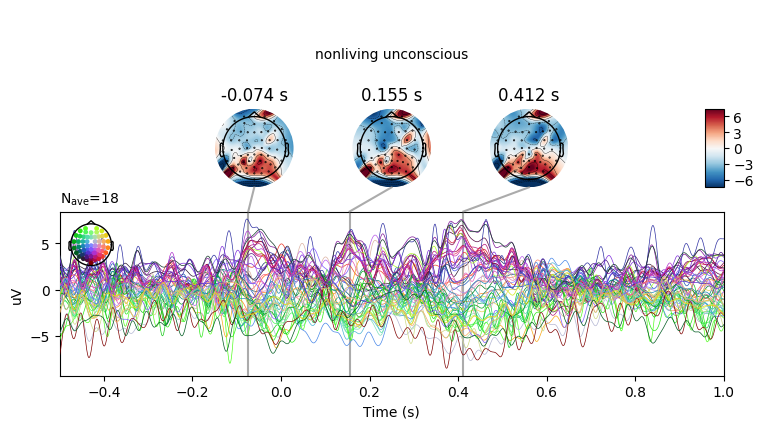 nonliving unconscious
-0.074 s 0.155 s 0.412 s
6
3
0
−3
−6
Nave=18
5
0
−5
uV
−0.4 −0.2 0.0 0.2 0.4 0.6 0.8 1.0
Time (s)